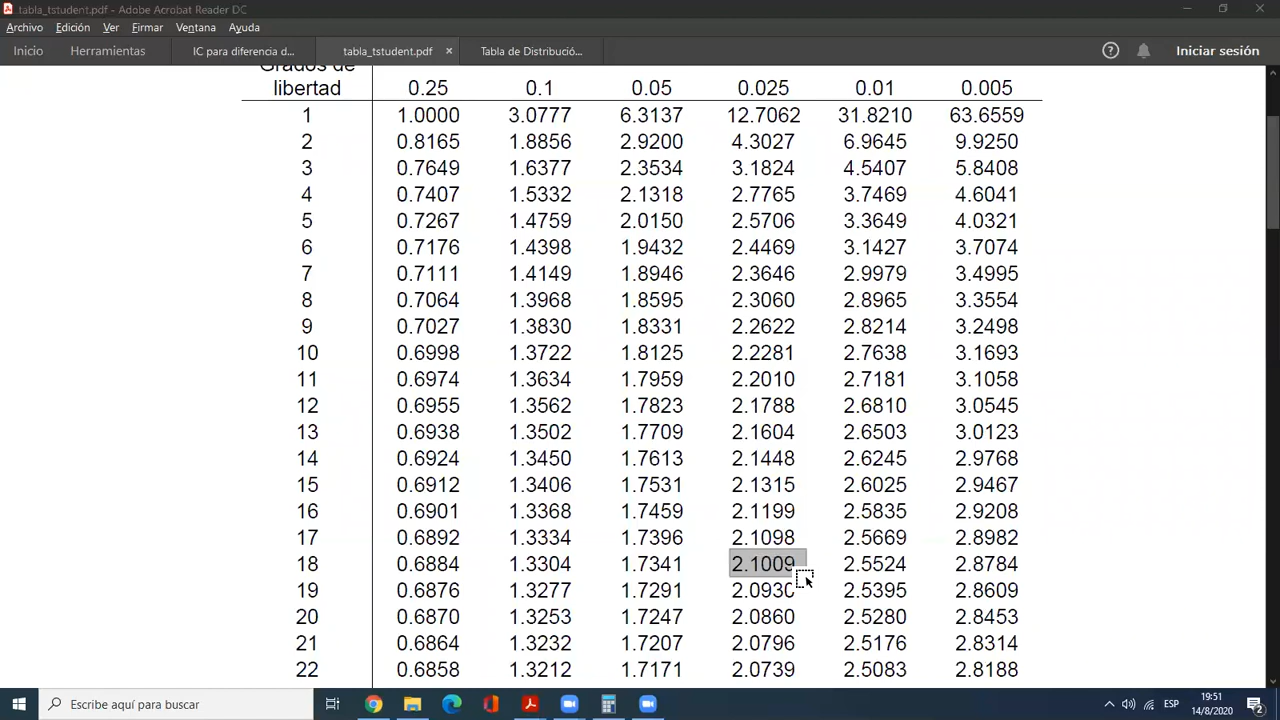 tabla_tstudent.pdf - Adobe Acrobat Reader DC
Archivo Edición Ver Firmar Ventana Ayuda
Inicio Herramientas IC para diferencia d... tabla_tstudent.pdf × Tabla de Distribució... Iniciar sesión
Grados de
libertad 0.25 0.1 0.05 0.025 0.01 0.005
1 1.0000 3.0777 6.3137 12.7062 31.8210 63.6559
2 0.8165 1.8856 2.9200 4.3027 6.9645 9.9250
3 0.7649 1.6377 2.3534 3.1824 4.5407 5.8408
4 0.7407 1.5332 2.1318 2.7765 3.7469 4.6041
5 0.7267 1.4759 2.0150 2.5706 3.3649 4.0321
6 0.7176 1.4398 1.9432 2.4469 3.1427 3.7074
7 0.7111 1.4149 1.8946 2.3646 2.9979 3.4995
8 0.7064 1.3968 1.8595 2.3060 2.8965 3.3554
9 0.7027 1.3830 1.8331 2.2622 2.8214 3.2498
10 0.6998 1.3722 1.8125 2.2281 2.7638 3.1693
11 0.6974 1.3634 1.7959 2.2010 2.7181 3.1058
12 0.6955 1.3562 1.7823 2.1788 2.6810 3.0545
13 0.6938 1.3502 1.7709 2.1604 2.6503 3.0123
14 0.6924 1.3450 1.7613 2.1448 2.6245 2.9768
15 0.6912 1.3406 1.7531 2.1315 2.6025 2.9467
16 0.6901 1.3368 1.7459 2.1199 2.5835 2.9208
17 0.6892 1.3334 1.7396 2.1098 2.5669 2.8982
18 0.6884 1.3304 1.7341 2.1009 2.5524 2.8784
19 0.6876 1.3277 1.7291 2.0930 2.5395 2.8609
20 0.6870 1.3253 1.7247 2.0860 2.5280 2.8453
21 0.6864 1.3232 1.7207 2.0796 2.5176 2.8314
22 0.6858 1.3212 1.7171 2.0739 2.5083 2.8188
Escribe aquí para buscar
ESP
19:51
14/8/2020
2